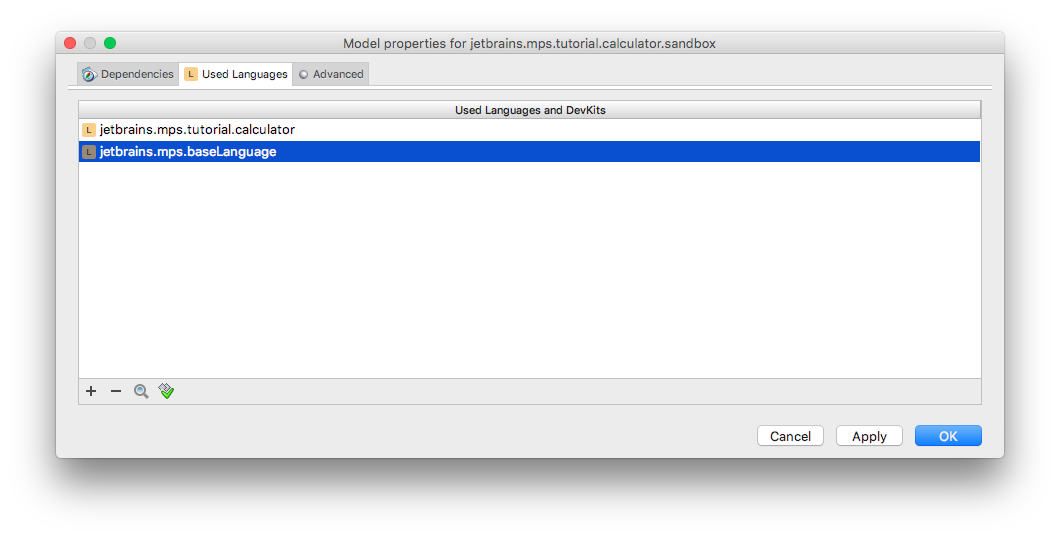 Model properties for jetbrains.mps.tutorial.calculator.sandbox
Dependencies L Used Languages Advanced
Used Languages and DevKits
L jetbrains.mps.tutorial.calculator
L jetbrains.mps.baseLanguage
Cancel Apply OK